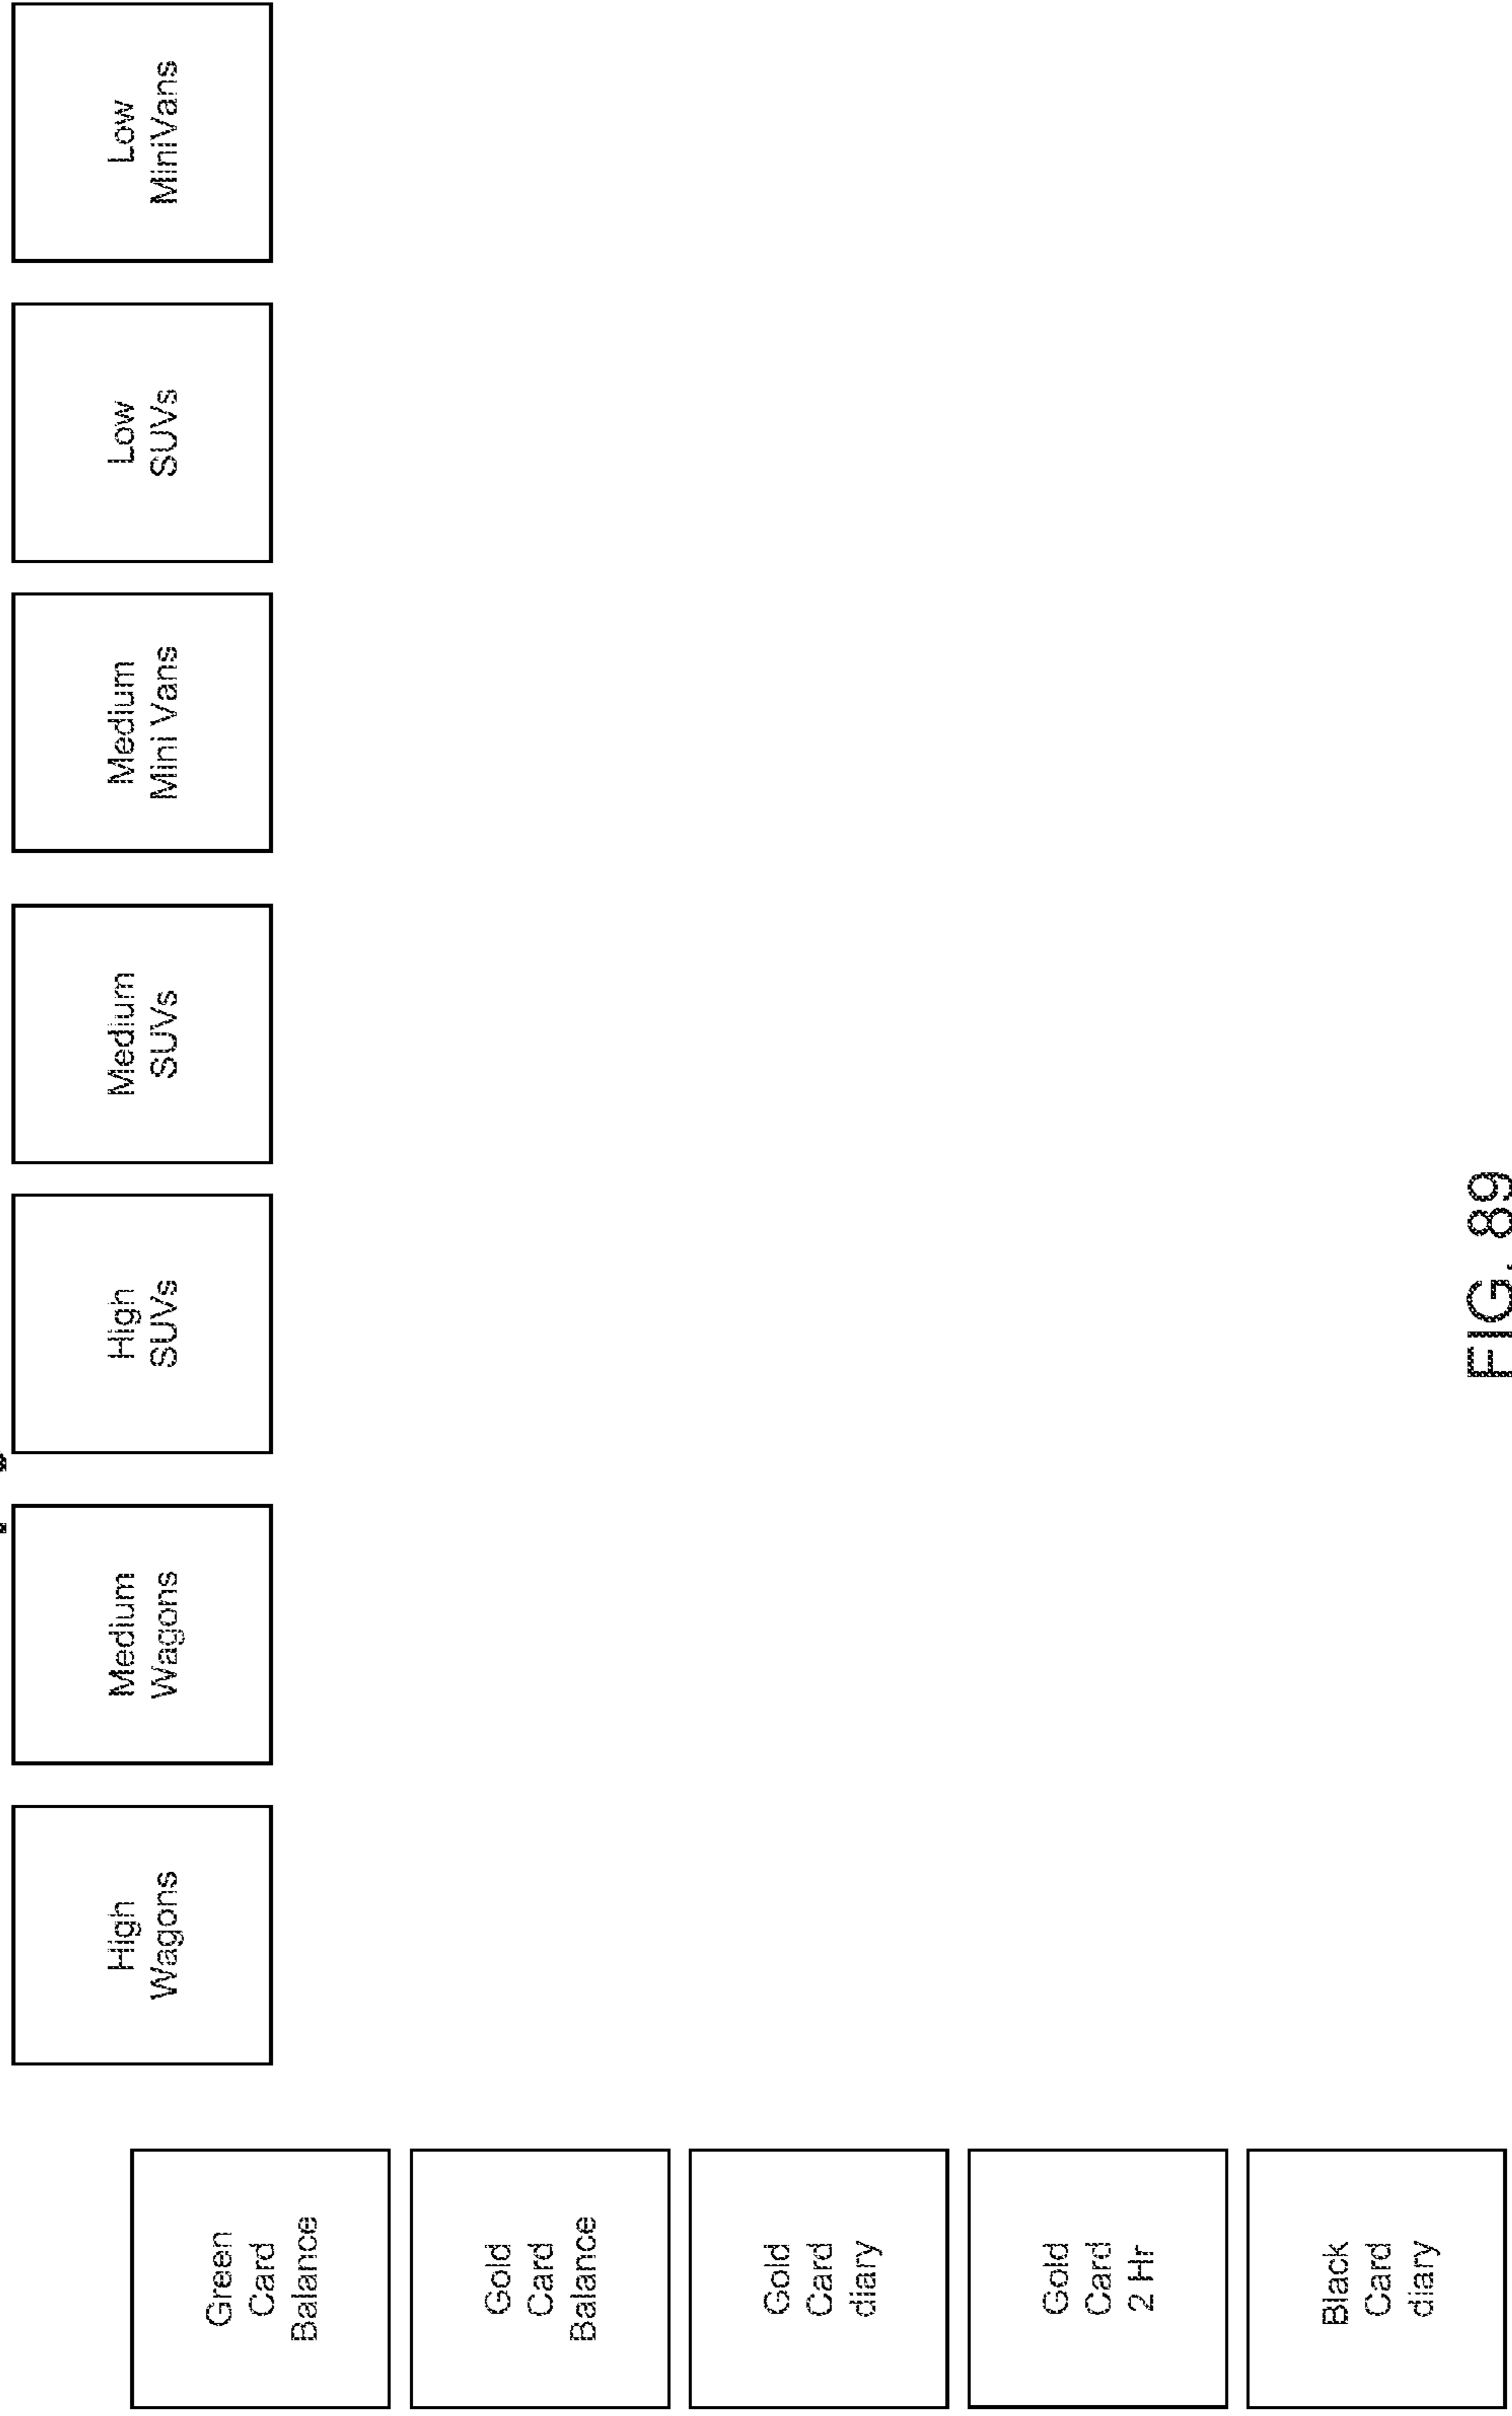 High
Wagons
Medium
Wagons
High
SUVs
Medium
SUVs
Medium
Mini Vans
Low
SUVs
Low
MiniVans
Green
Card
Balance
Gold
Card
Balance
Gold
Card
diary
Gold
Card
2 Hr
Black
Card
diary
FIG. 89